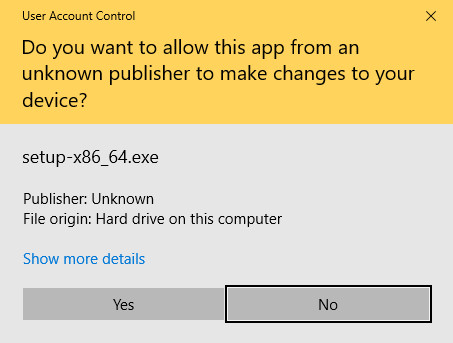 User Account Control
Do you want to allow this app from an
unknown publisher to make changes to your
device?
setup-x86_64.exe
Publisher: Unknown
File origin: Hard drive on this computer
Show more details
Yes
No